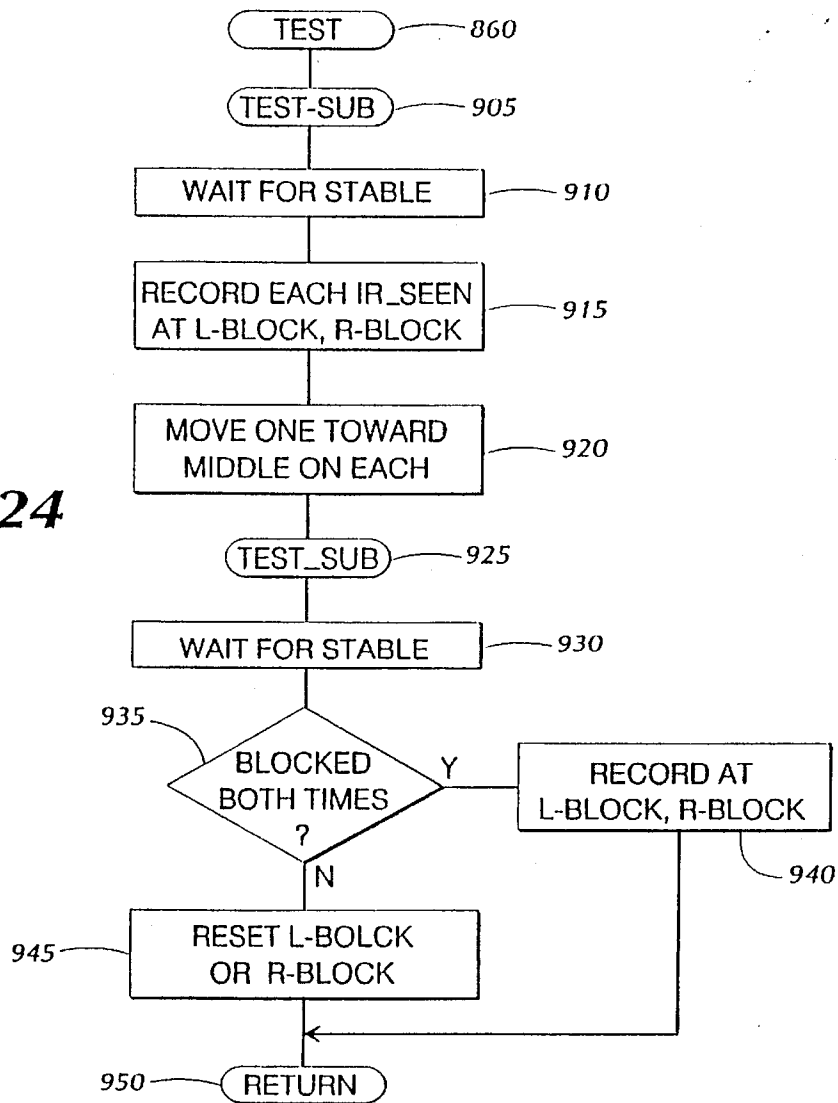 TEST 860
TEST-SUB 905
WAIT FOR STABLE 910
RECORD EACH IR_SEEN
AT L-BLOCK, R-BLOCK
915
MOVE ONE TOWARD
MIDDLE ON EACH
920
24
TEST_SUB 925
WAIT FOR STABLE 930
935
BLOCKED
BOTH TIMES
?
Y
N
RECORD AT
L-BLOCK, R-BLOCK
940
945
RESET L-BOLCK
OR R-BLOCK
950
RETURN